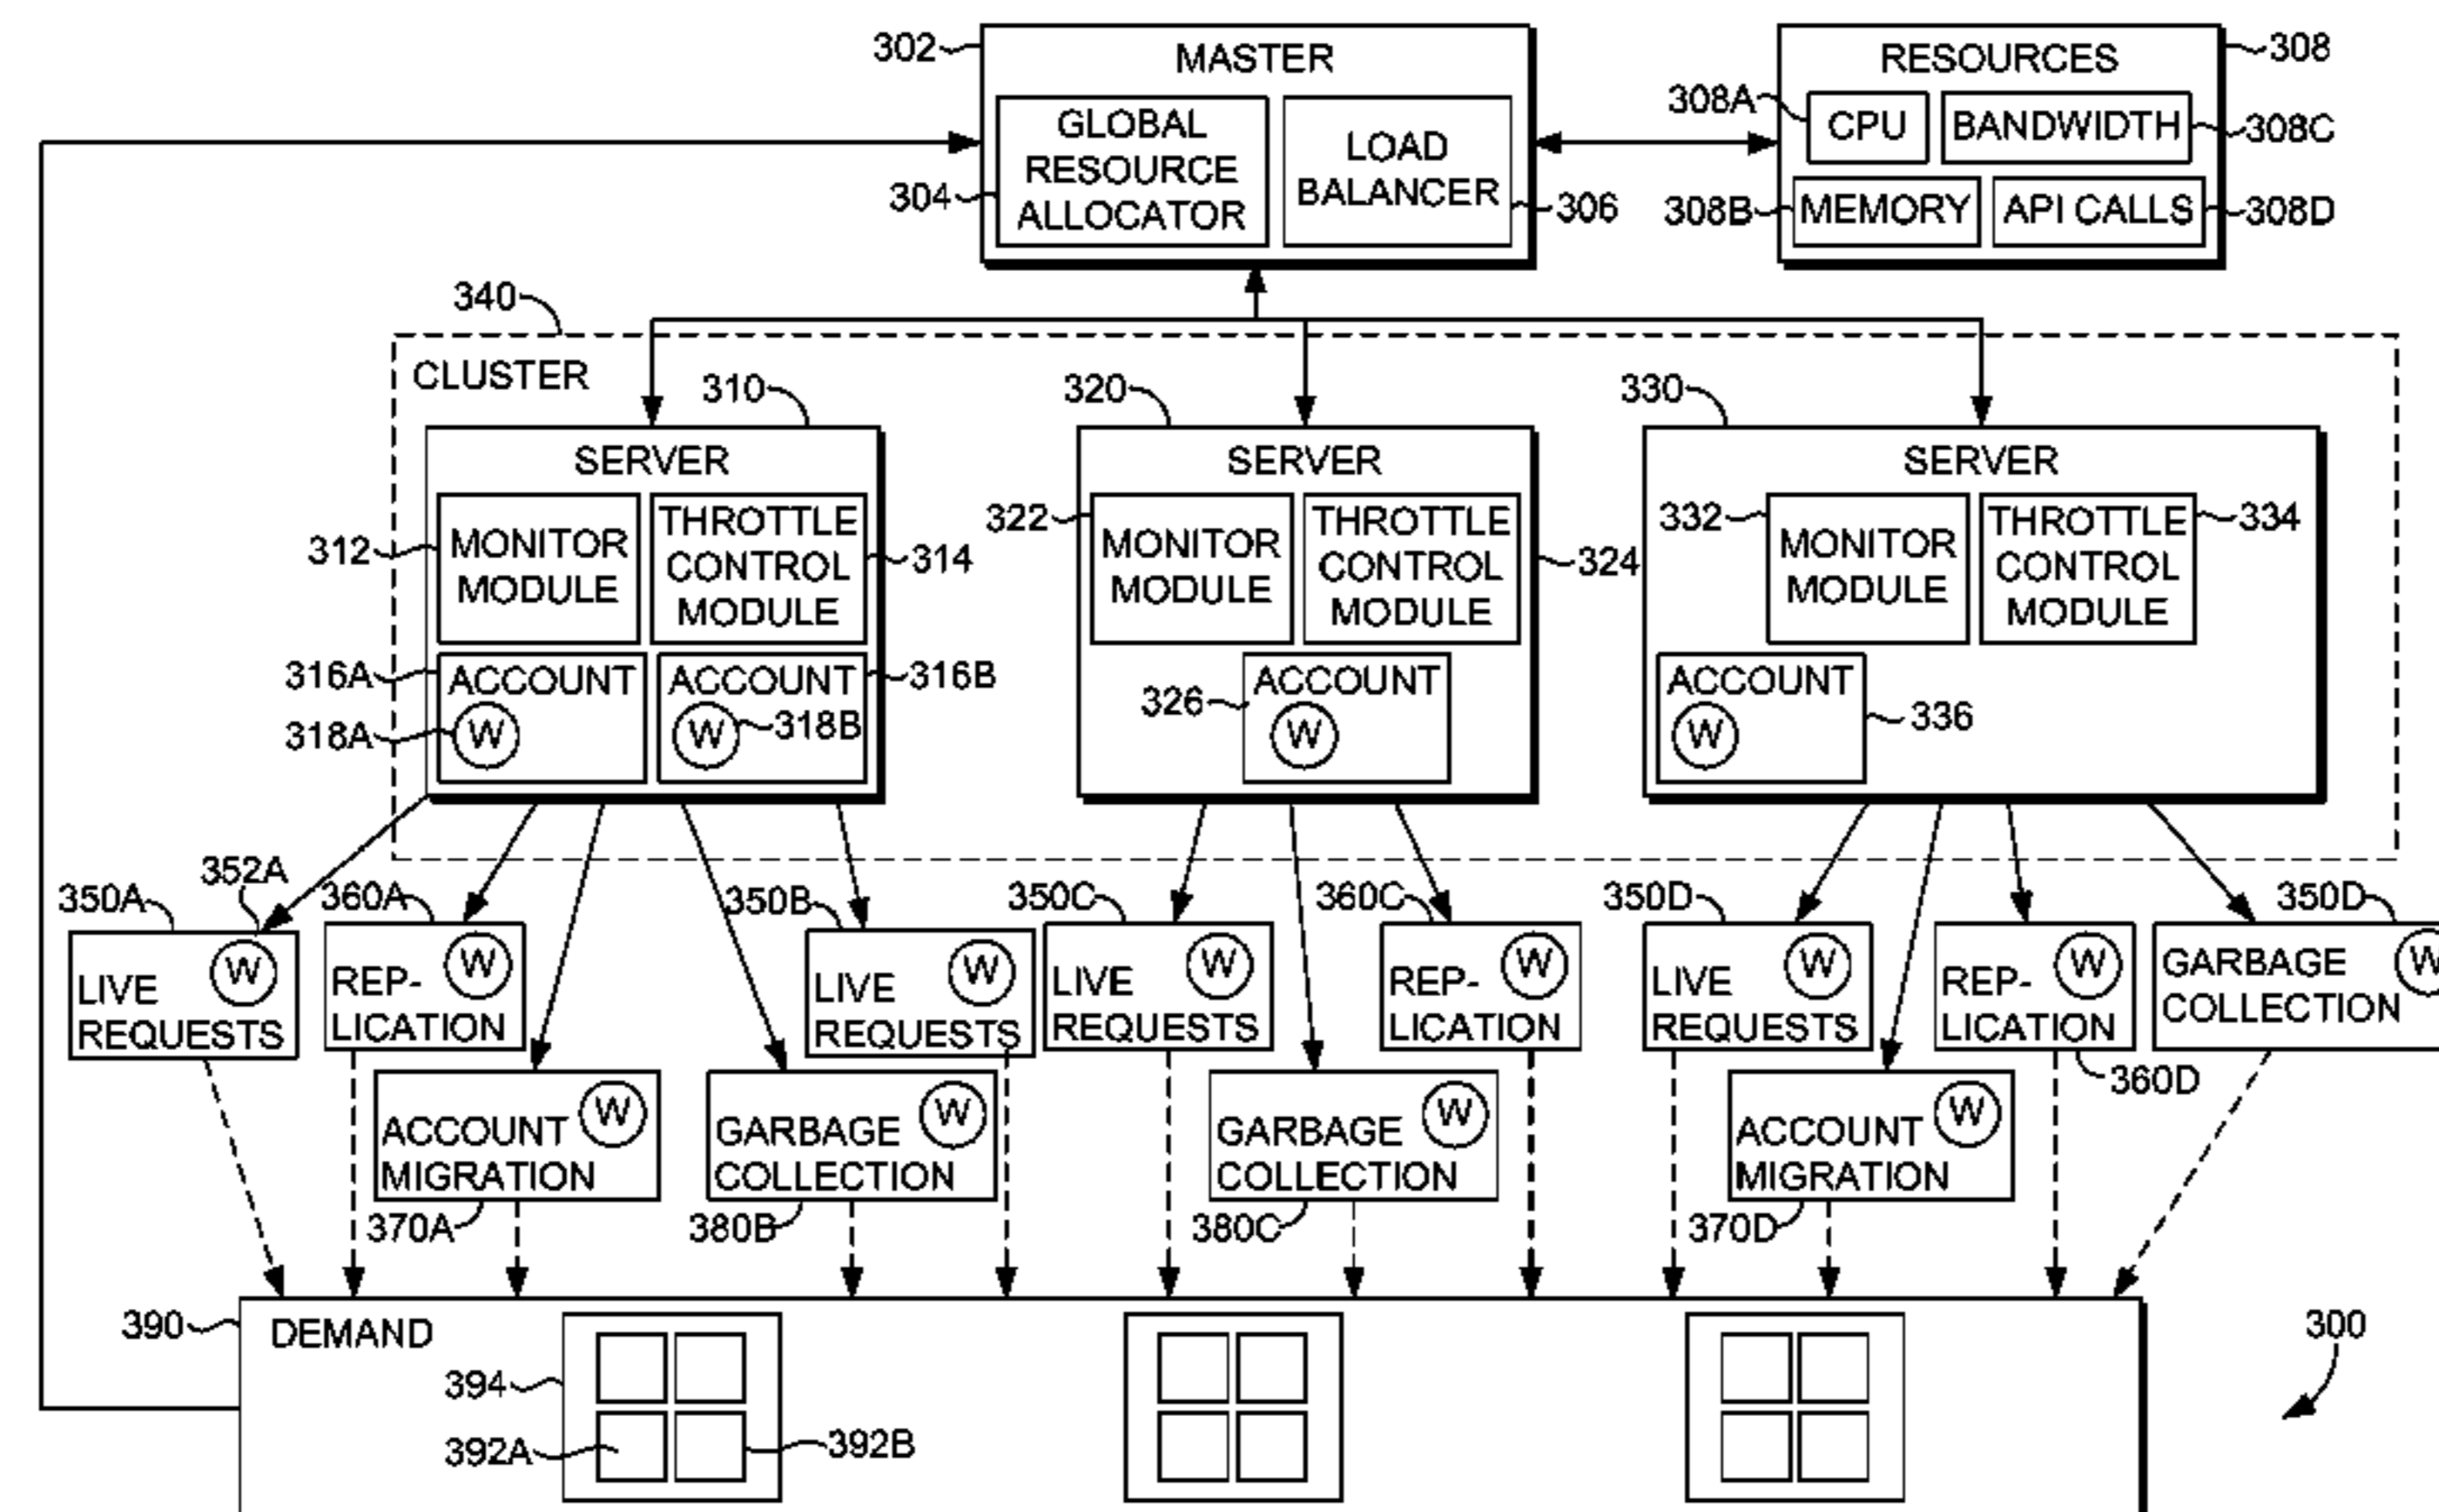 302
MASTER
RESOURCES
308
308A
CPU
BANDWIDTH
308C
GLOBAL
RESOURCE
ALLOCATOR
LOAD
BALANCER
304
306
308B
MEMORY
API CALLS
308D
340
CLUSTER
310
320
330
SERVER
SERVER
SERVER
312
MONITOR
MODULE
THROTTLE
CONTROL
MODULE
314
322
MONITOR
MODULE
THROTTLE
CONTROL
MODULE
324
332
MONITOR
MODULE
THROTTLE
CONTROL
MODULE
334
316A
ACCOUNT
W
318A
ACCOUNT
316B
W
318B
326
ACCOUNT
W
ACCOUNT
W
336
350A
352A
LIVE
REQUESTS
W
360A
REP-
LICATION
W
350B
LIVE
REQUESTS
W
350C
LIVE
REQUESTS
W
360C
REP-
LICATION
W
350D
LIVE
REQUESTS
W
REP-
LICATION
W
360D
350D
GARBAGE
COLLECTION
W
ACCOUNT
MIGRATION
W
370A
GARBAGE
COLLECTION
W
380B
GARBAGE
COLLECTION
W
380C
ACCOUNT
MIGRATION
W
370D
390
DEMAND
394
392A
392B
300